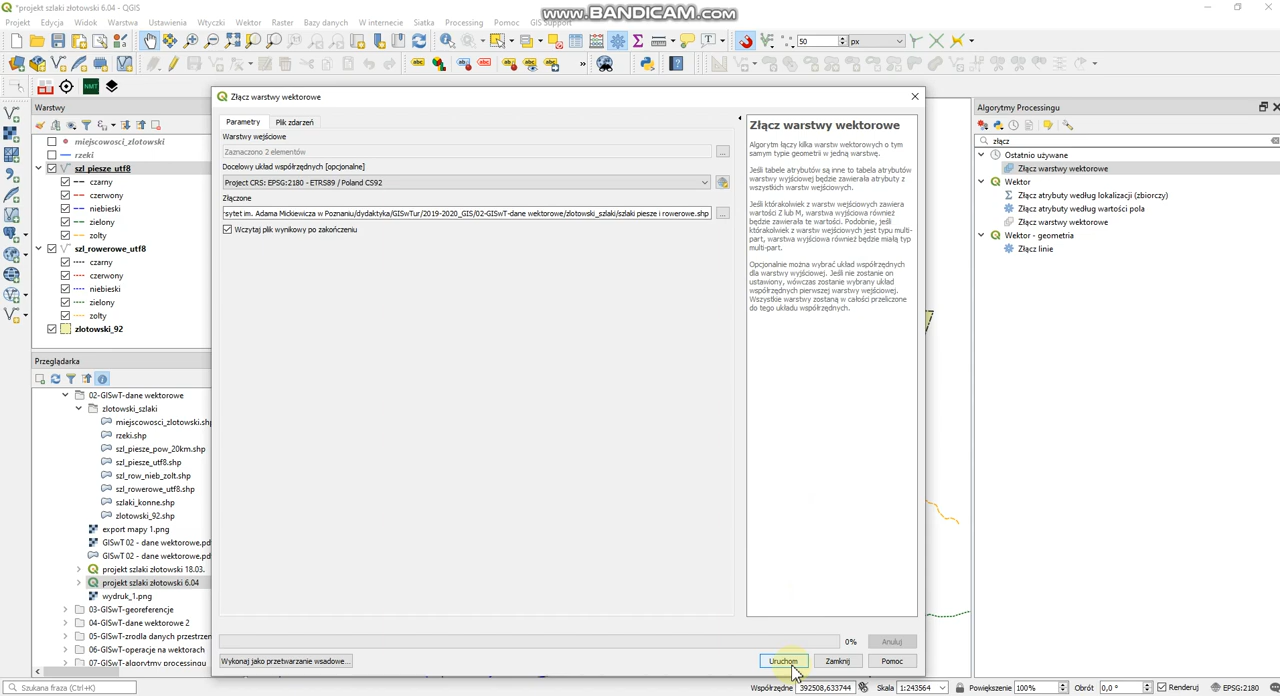 *projekt szlaki złotowski 6.04 — QGIS
www.BANDICAM.com
Projekt Edycja Widok Warstwa Ustawienia Wtyczki Wektor Raster Bazy danych W internecie Siatka Processing Pomoc GIS Support
50 px
Warstwy
miejscowosci_zlotowski
rzeki
szl_piesze_utf8
czarny
czerwony
niebieski
zielony
zolty
szl_rowerowe_utf8
czarny
czerwony
niebieski
zielony
zolty
zlotowski_92
Przeglądarka
02-GISwT-dane wektorowe
zlotowski_szlaki
miejscowosci_zlotowski.shp
rzeki.shp
szl_piesze_pow_20km.shp
szl_piesze_utf8.shp
szl_row_nieb_zolt.shp
szl_rowerowe_utf8.shp
szlaki_konne.shp
zlotowski_92.shp
export mapy 1.png
GISwT 02 - dane wektorowe.pd
GISwT 02 - dane wektorowe.pd
projekt szlaki złotowski 18.03.
projekt szlaki złotowski 6.04
wydruk_1.png
03-GISwT-georeferencje
04-GISwT-dane wektorowe 2
05-GISwT-zrodla danych przestrzen
06-GISwT-operacje na wektorach
07-GISwT-algorytmy processingu
Szukana fraza (Ctrl+K)
Złącz warstwy wektorowe
Parametry Plik zdarzeń
Warstwy wejściowe
Zaznaczono 2 elementów
Docelowy układ współrzędnych [opcjonalne]
Project CRS: EPSG:2180 - ETRS89 / Poland CS92
Złączone
sytet im. Adama Mickiewicza w Poznaniu/dydaktyka/GISwTur/2019-2020_GIS/02-GISwT-dane wektorowe/zlotowski_szlaki/szlaki piesze i rowerowe.shp
Wczytaj plik wynikowy po zakończeniu
Złącz warstwy wektorowe
Algorytm łączy kilka warstw wektorowych o tym
samym typie geometrii w jedną warstwę.
Jeśli tabele atrybutów są inne to tabela atrybutów
warstwy wyjściowej będzie zawierała atrybuty z
wszystkich warstw wejściowych.
Jeśli którakolwiek z warstw wejściowych zawiera
wartości Z lub M, warstwa wyjściowa również
będzie zawierała te wartości. Podobnie, jeśli
którakolwiek z warstw wejściowych jest typu multi-
part, warstwa wyjściowa również będzie miała typ
multi-part.
Opcjonalnie można wybrać układ współrzędnych
dla warstwy wyjściowej. Jeśli nie zostanie on
ustawiony, wówczas zostanie wybrany układ
współrzędnych pierwszej warstwy wejściowej.
Wszystkie warstwy zostaną w całości przeliczone
do tego układu współrzędnych.
0% Anuluj
Wykonaj jako przetwarzanie wsadowe... Uruchom Zamknij Pomoc
Algorytmy Processingu
złącz
Ostatnio używane
Złącz warstwy wektorowe
Wektor
Złącz atrybuty według lokalizacji (zbiorczy)
Złącz atrybuty według wartości pola
Złącz warstwy wektorowe
Wektor - geometria
Złącz linie
Współrzędne 392508,633744 Skala 1:243564 Powiększenie 100% Obrót 0,0 ° Renderuj EPSG:2180